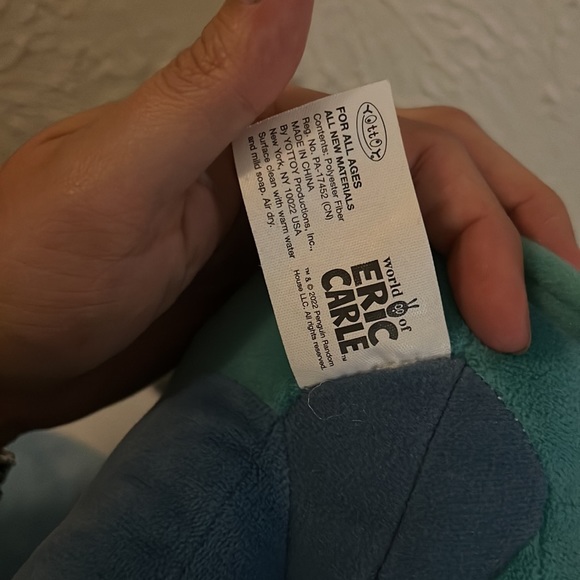 YOTTOY
FOR ALL AGES
ALL NEW MATERIALS
Contents: Polyester Fiber
Reg. No. PA-17452 (CN)
MADE IN CHINA
By YOTTOY Productions, Inc.,
New York, NY 10022 USA
Surface clean with warm water
and mild soap. Air dry.
world of
ERIC
CARLE™
™ & © 2022 Penguin Random
House LLC. All rights reserved.